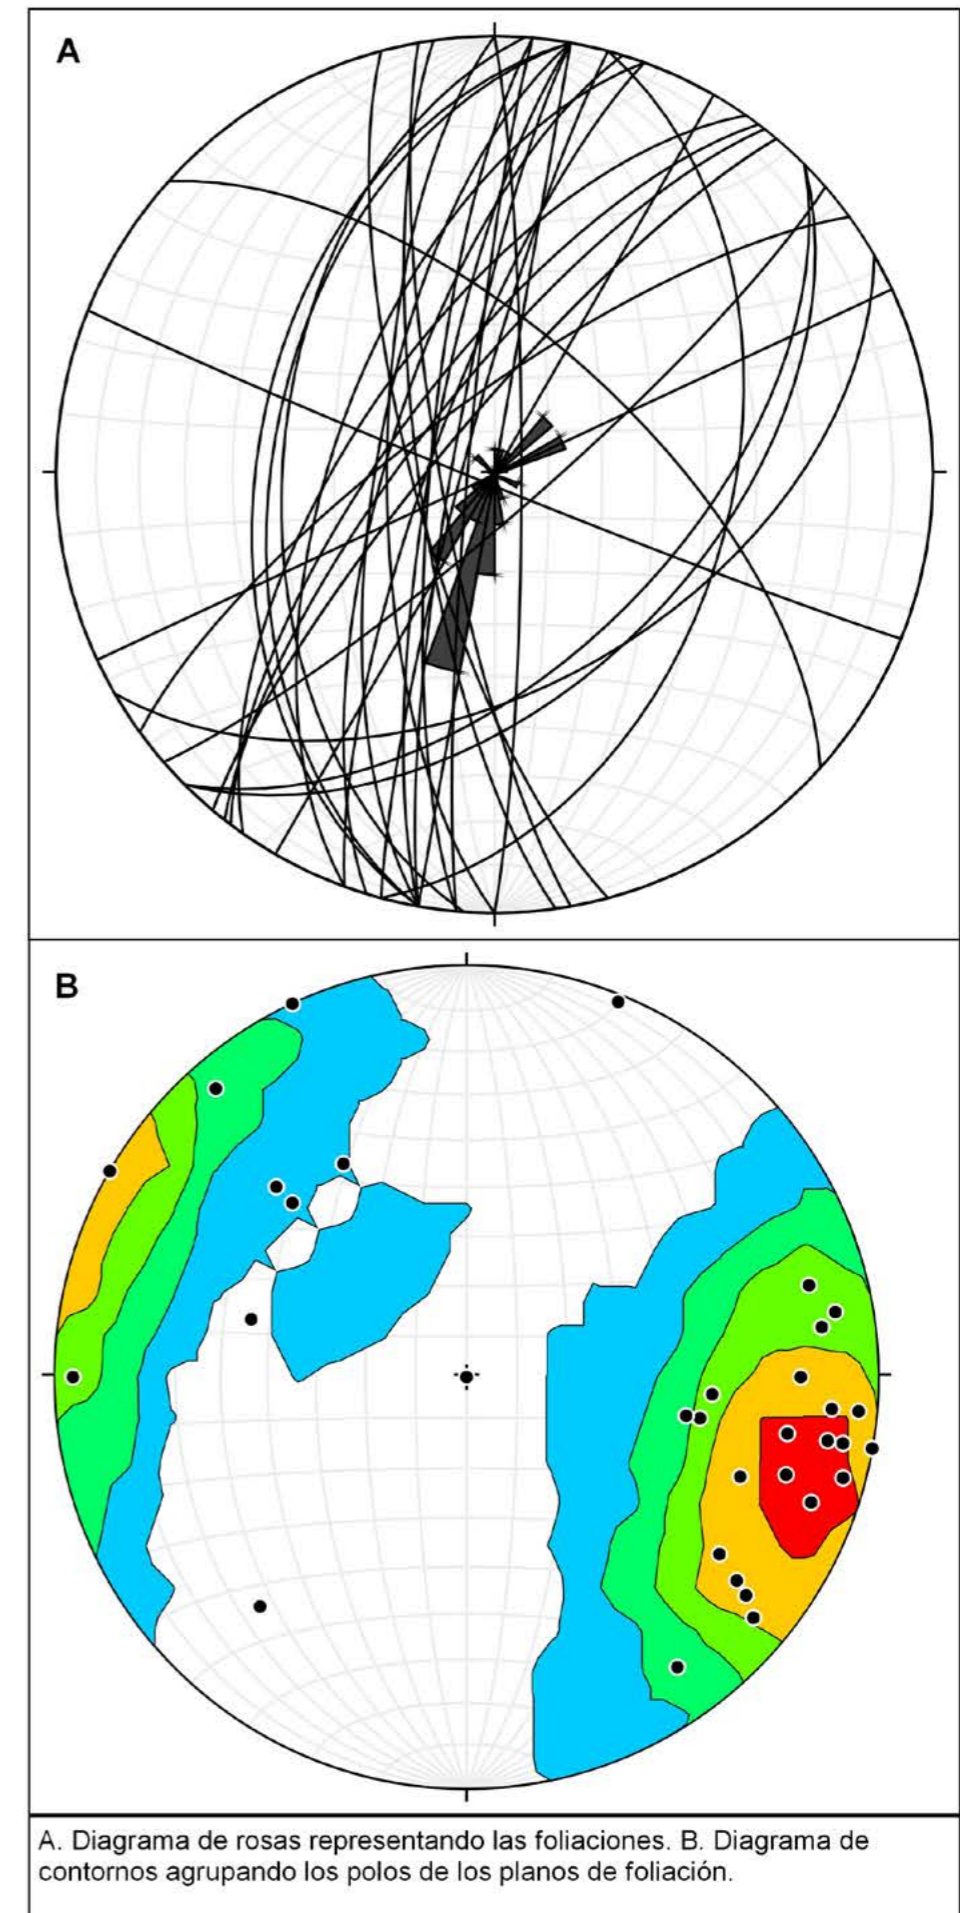 A
B
A. Diagrama de rosas representando las foliaciones. B. Diagrama de
contornos agrupando los polos de los planos de foliación.